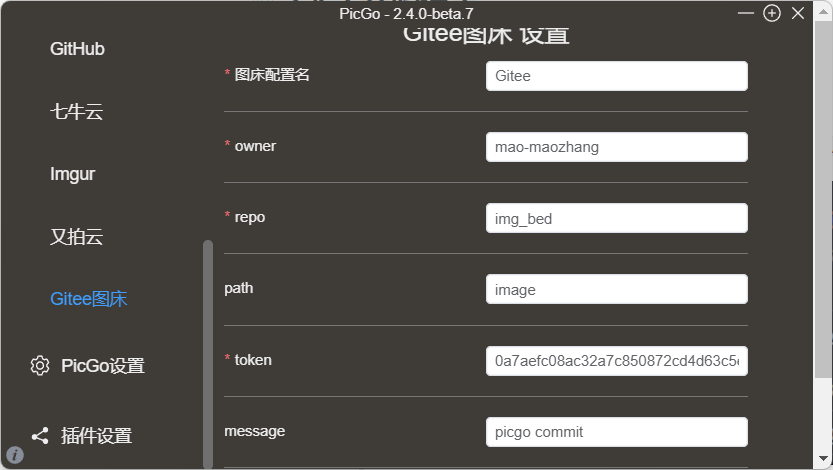 PicGo - 2.4.0-beta.7
GitHub
七牛云
Imgur
又拍云
Gitee图床
PicGo设置
插件设置
Gitee图床 设置
* 图床配置名
Gitee
* owner
mao-maozhang
* repo
img_bed
path
image
* token
0a7aefc08ac32a7c850872cd4d63c5
message
picgo commit